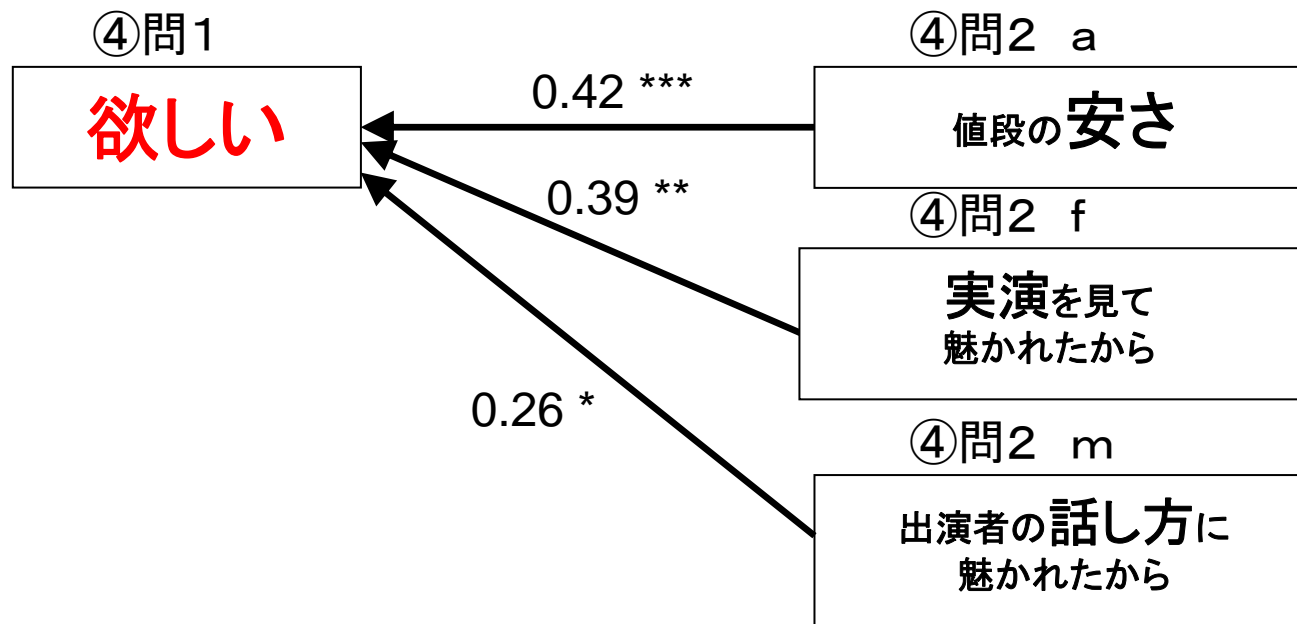 ④問１
欲しい
0.42 ***
④問２ a
値段の安さ
0.39 **
④問２ f
実演を見て
魅かれたから
0.26 *
④問２ m
出演者の話し方に
魅かれたから